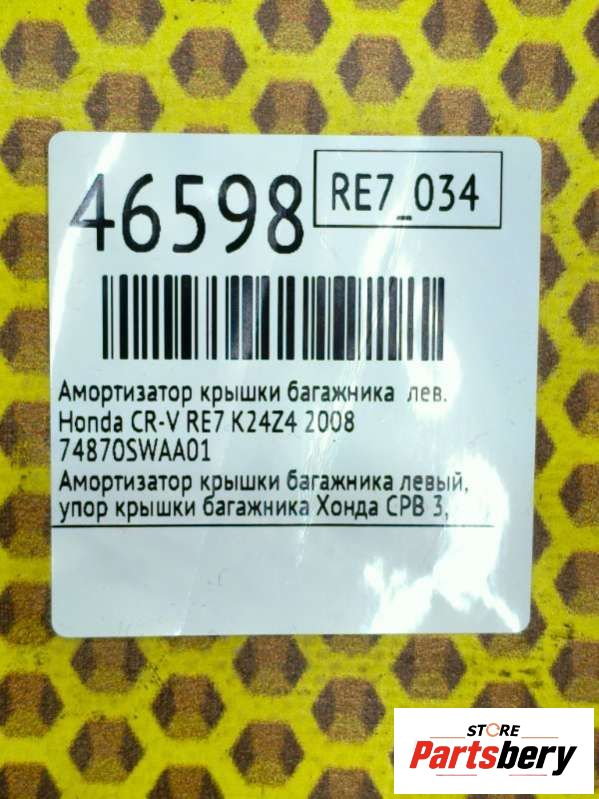 46598
RE7_034
Амортизатор крышки багажника лев.
Honda CR-V RE7 K24Z4 2008
74870SWAA01
Амортизатор крышки багажника левый,
упор крышки багажника Хонда СРВ 3,
STORE
Partsbery